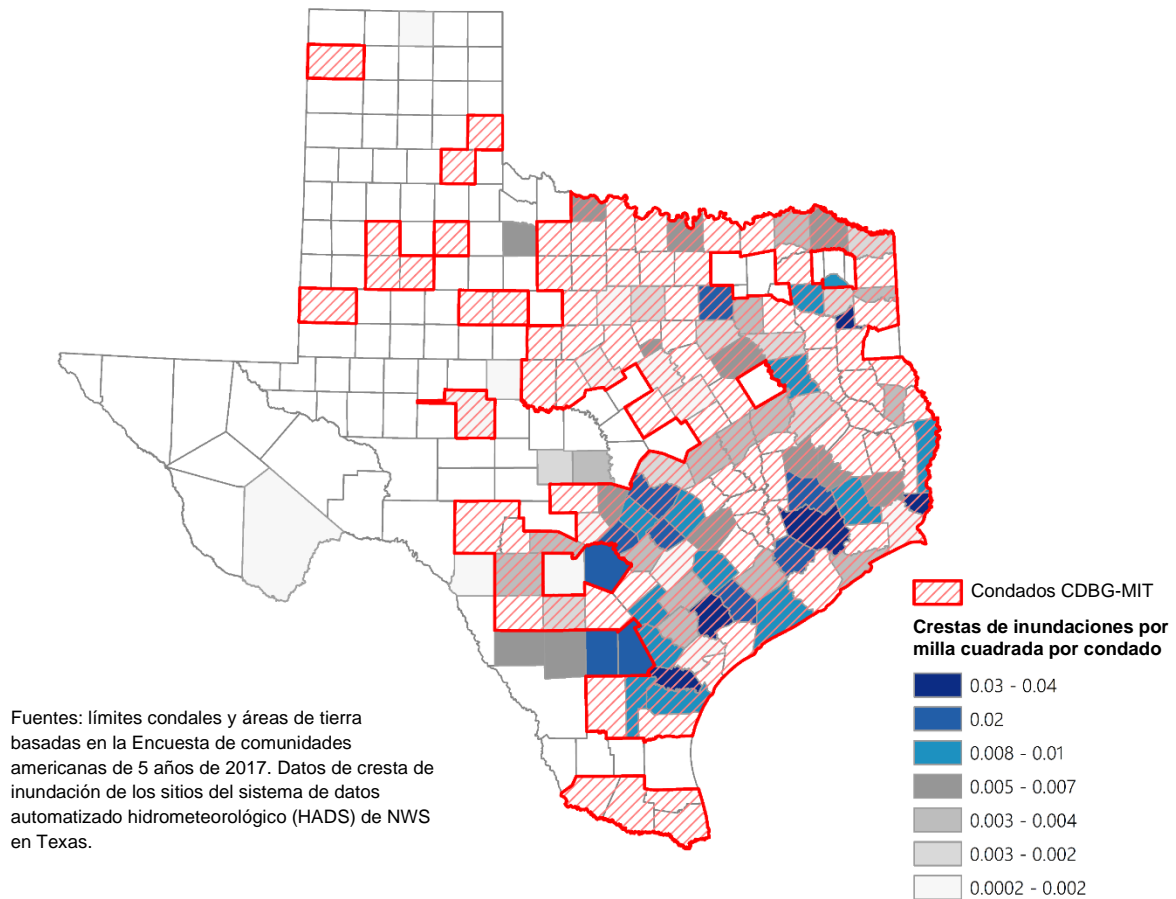 Condados CDBG-MIT
Crestas de inundaciones por
milla cuadrada por condado
0.03 - 0.04
0.02
0.008 - 0.01
0.005 - 0.007
0.003 - 0.004
0.003 - 0.002
0.0002 - 0.002
Fuentes: límites condales y áreas de tierra
basadas en la Encuesta de comunidades
americanas de 5 años de 2017. Datos de cresta de
inundación de los sitios del sistema de datos
automatizado hidrometeorológico (HADS) de NWS
en Texas.